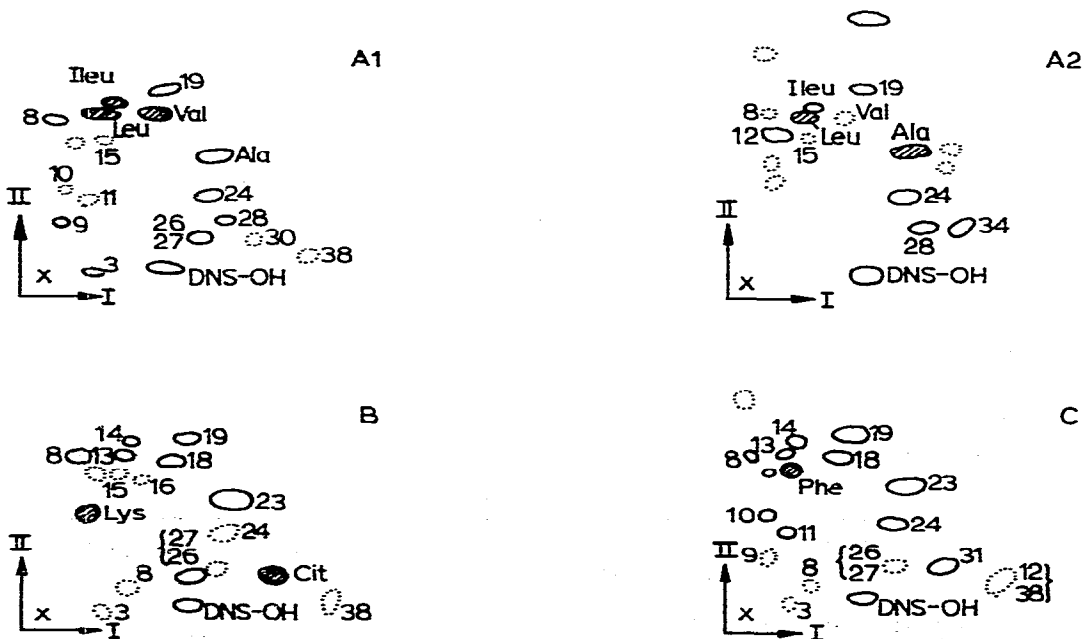 A1
Ileu
19
8
Val
Leu
15
Ala
10
11
24
II
9
26
28
27
30
38
3
DNS-OH
X
I
A2
Ileu
19
8
Val
12
Leu
Ala
15
24
II
34
28
DNS-OH
X
I
B
14
19
8
13
18
15
16
23
Lys
{27
24
26
II
8
Cit
38
3
DNS-OH
X
I
C
14
19
13
8
18
Phe
23
10
11
24
II
9
{26
31
27
12}
8
38
3
DNS-OH
X
I